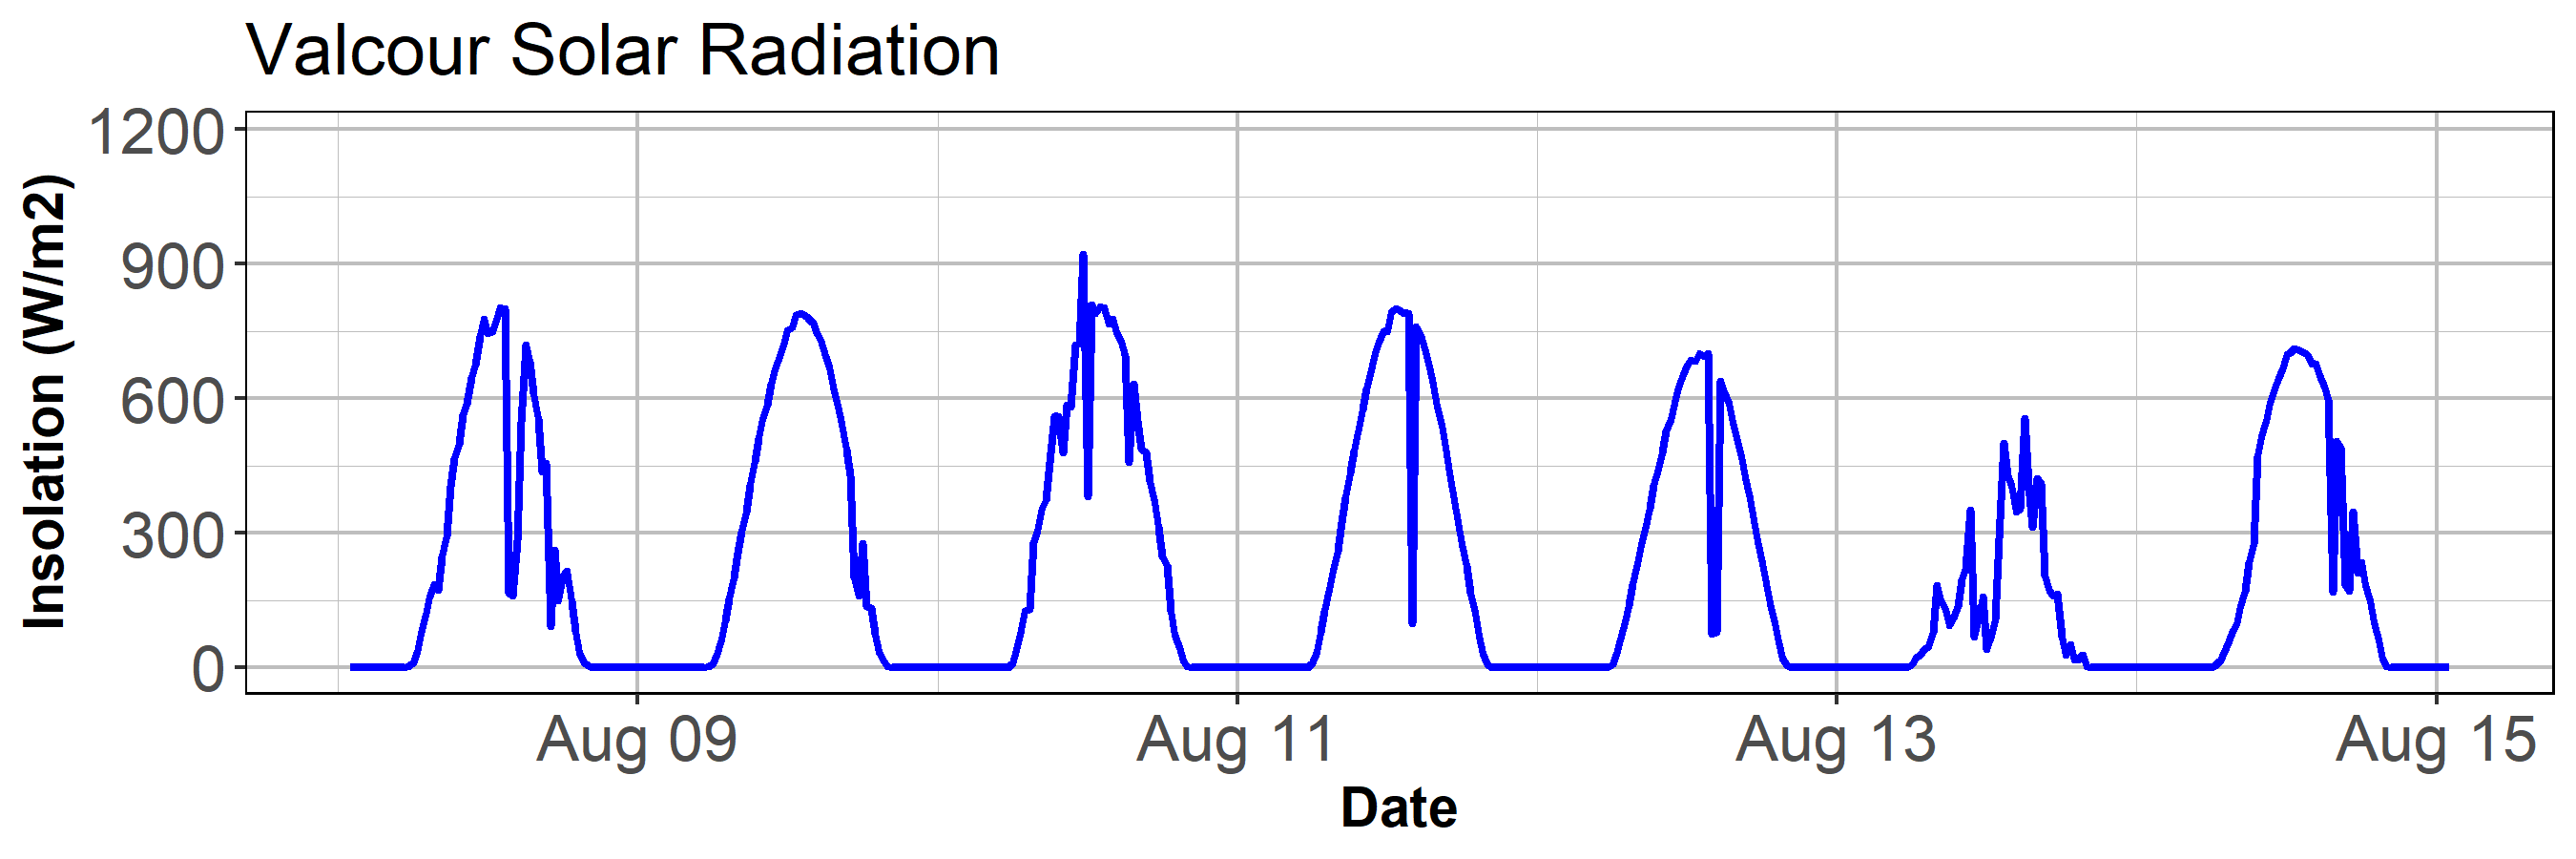 Valcour Solar Radiation
1200
900
600
300
0
Insolation (W/m2)
Aug 09
Aug 11
Aug 13
Aug 15
Date